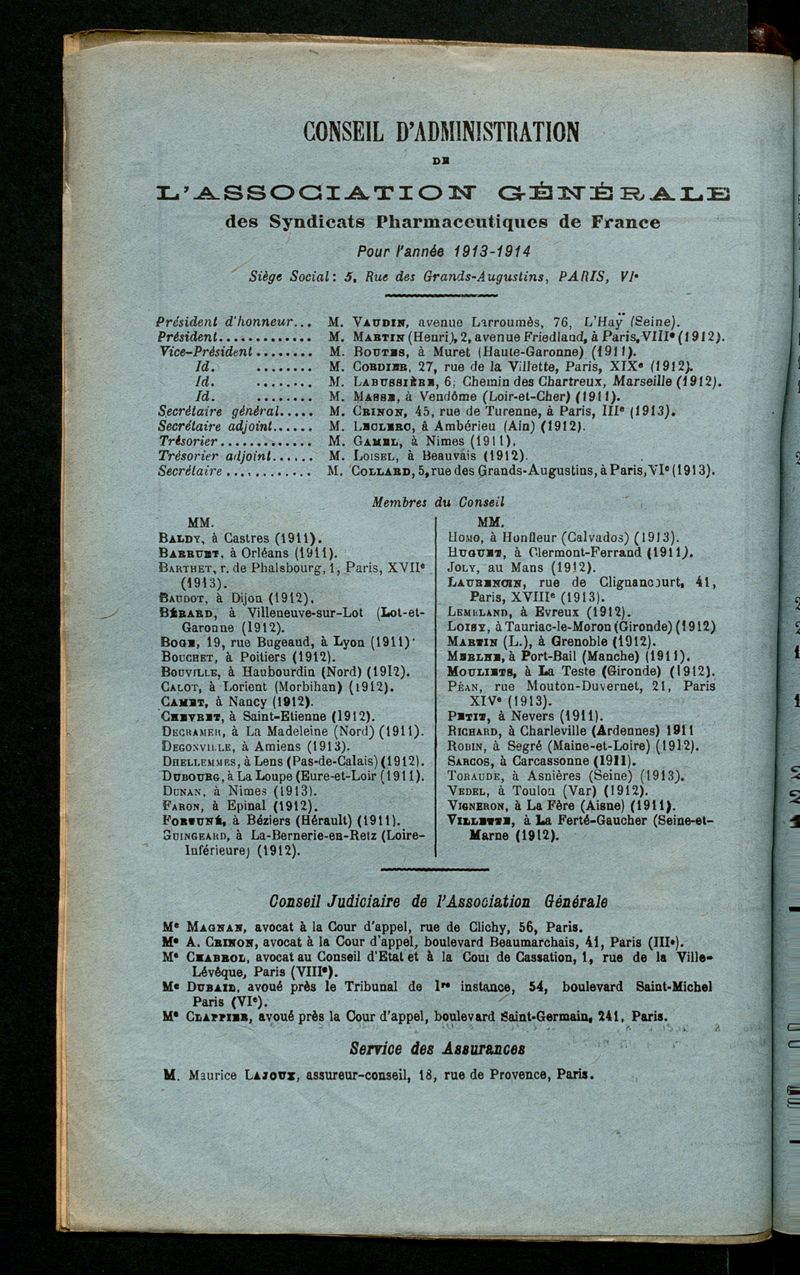 CONSEIL D'ADMINISTRATION
DE
L'ASSOCIATION GÉNÉRALE
des Syndicats Pharmaceutiques de France
Pour l'année 1913-1914
Siège Social: 5, Rue des Grands-Augustins, PARIS, VIe
Président d'honneur... M. VAUDIN, avenue Larroumès, 76, L'Haÿ (Seine).
Président............. M. MARTIN (Henri), 2, avenue Friedland, à Paris, VIIIe (1912).
Vice-Président........ M. BOUTES, à Muret (Haute-Garonne) (1911).
Id. ........ M. CORDIER, 27, rue de la Villette, Paris, XIXe (1912).
Id. ........ M. LABUSSIÈRE, 6, Chemin des Chartreux, Marseille (1912).
Id. ........ M. MASSE, à Vendôme (Loir-et-Cher) (1911).
Secrétaire général..... M. CRINON, 45, rue de Turenne, à Paris, IIIe (1913).
Secrétaire adjoint...... M. LECLERC, à Ambérieu (Ain) (1912).
Trésorier............. M. GAMEL, à Nimes (1911).
Trésorier adjoint...... M. LOISEL, à Beauvais (1912).
Secrétaire............ M. COLLARD, 5, rue des Grands-Augustins, à Paris, VIe (1913).
Membres du Conseil
MM.
BALDY, à Castres (1911).
BARRUET, à Orléans (1911).
BARTHET, r. de Phalsbourg, 1, Paris, XVIIe
(1913).
BAUDOT, à Dijon (1912).
BÉRARD, à Villeneuve-sur-Lot (Lot-et-
Garonne (1912).
BOGE, 19, rue Bugeaud, à Lyon (1911)
BOUCHET, à Poitiers (1912).
BOUVILLE, à Haubourdin (Nord) (1912).
CALOT, à Lorient (Morbihan) (1912).
CAMET, à Nancy (1912).
CHEVRET, à Saint-Etienne (1912).
DECRAMER, à La Madeleine (Nord) (1911).
DEGONVILLE, à Amiens (1913).
DHELLEMMES, à Lens (Pas-de-Calais) (1912).
DUBOURG, à La Loupe (Eure-et-Loir (1911).
DUNAN, à Nimes (1913).
FARON, à Epinal (1912).
FORTUNÉ, à Béziers (Hérault) (1911).
GUINGEARD, à La-Bernerie-en-Retz (Loire-
Inférieure) (1912).
MM.
HOMO, à Honfleur (Calvados) (1913).
HUGUET, à Clermont-Ferrand (1911).
JOLY, au Mans (1912).
LAURENCIN, rue de Clignancourt, 41,
Paris, XVIIIe (1913).
LEMELAND, à Evreux (1912).
LOISY, à Tauriac-le-Moron (Gironde) (1912)
MARTIN (L.), à Grenoble (1912).
MESLHE, à Port-Bail (Manche) (1911).
MOULIETS, à La Teste (Gironde) (1912).
PÉAN, rue Mouton-Duvernet, 21, Paris
XIVe (1913).
PETIT, à Nevers (1911).
RICHARD, à Charleville (Ardennes) 1911
ROBIN, à Segré (Maine-et-Loire) (1912).
SARCOS, à Carcassonne (1911).
TORAUDE, à Asnières (Seine) (1913).
VEDEL, à Toulon (Var) (1912).
VIGNERON, à La Fère (Aisne) (1911).
VILLETTE, à La Ferté-Gaucher (Seine-et-
Marne (1912).
Conseil Judiciaire de l'Association Générale
Me MAGNAN, avocat à la Cour d'appel, rue de Clichy, 56, Paris.
Me A. CRINON, avocat à la Cour d'appel, boulevard Beaumarchais, 41, Paris (IIIe).
Me CHABROL, avocat au Conseil d'Etat et à la Cour de Cassation, 1, rue de la Ville-
Lévêque, Paris (VIIIe).
Me DUBAIL, avoué près le Tribunal de 1re instance, 54, boulevard Saint-Michel
Paris (VIe).
Me CLAPPIER, avoué près la Cour d'appel, boulevard Saint-Germain, 241, Paris.
Service des Assurances
M. Maurice LAJOUX, assureur-conseil, 18, rue de Provence, Paris.